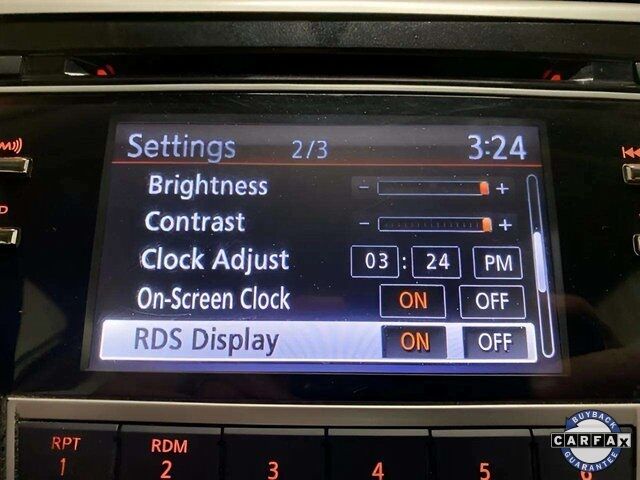 Settings 2/3 3:24
Brightness - +
Contrast - +
Clock Adjust 03 : 24 PM
On-Screen Clock ON OFF
RDS Display ON OFF
RPT RDM
1 2 3 4 5 6
BUYBACK
CARFAX
GUARANTEE